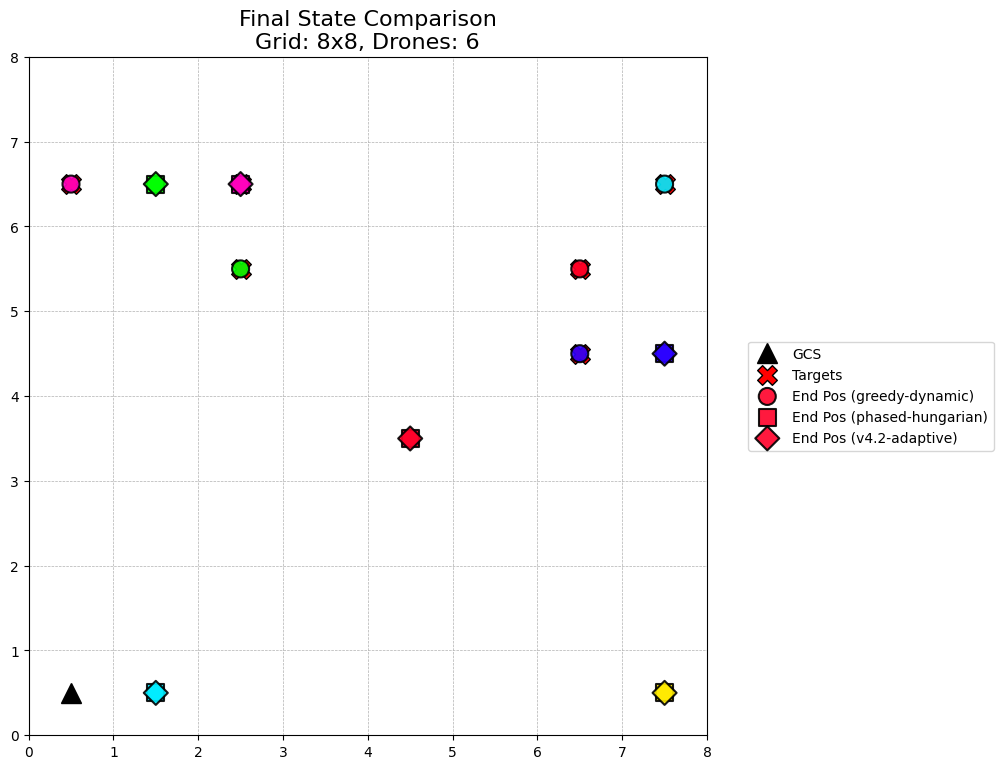 Final State Comparison
Grid: 8x8, Drones: 6
8
7
6
5
4
3
2
1
0
0 1 2 3 4 5 6 7 8
GCS
Targets
End Pos (greedy-dynamic)
End Pos (phased-hungarian)
End Pos (v4.2-adaptive)